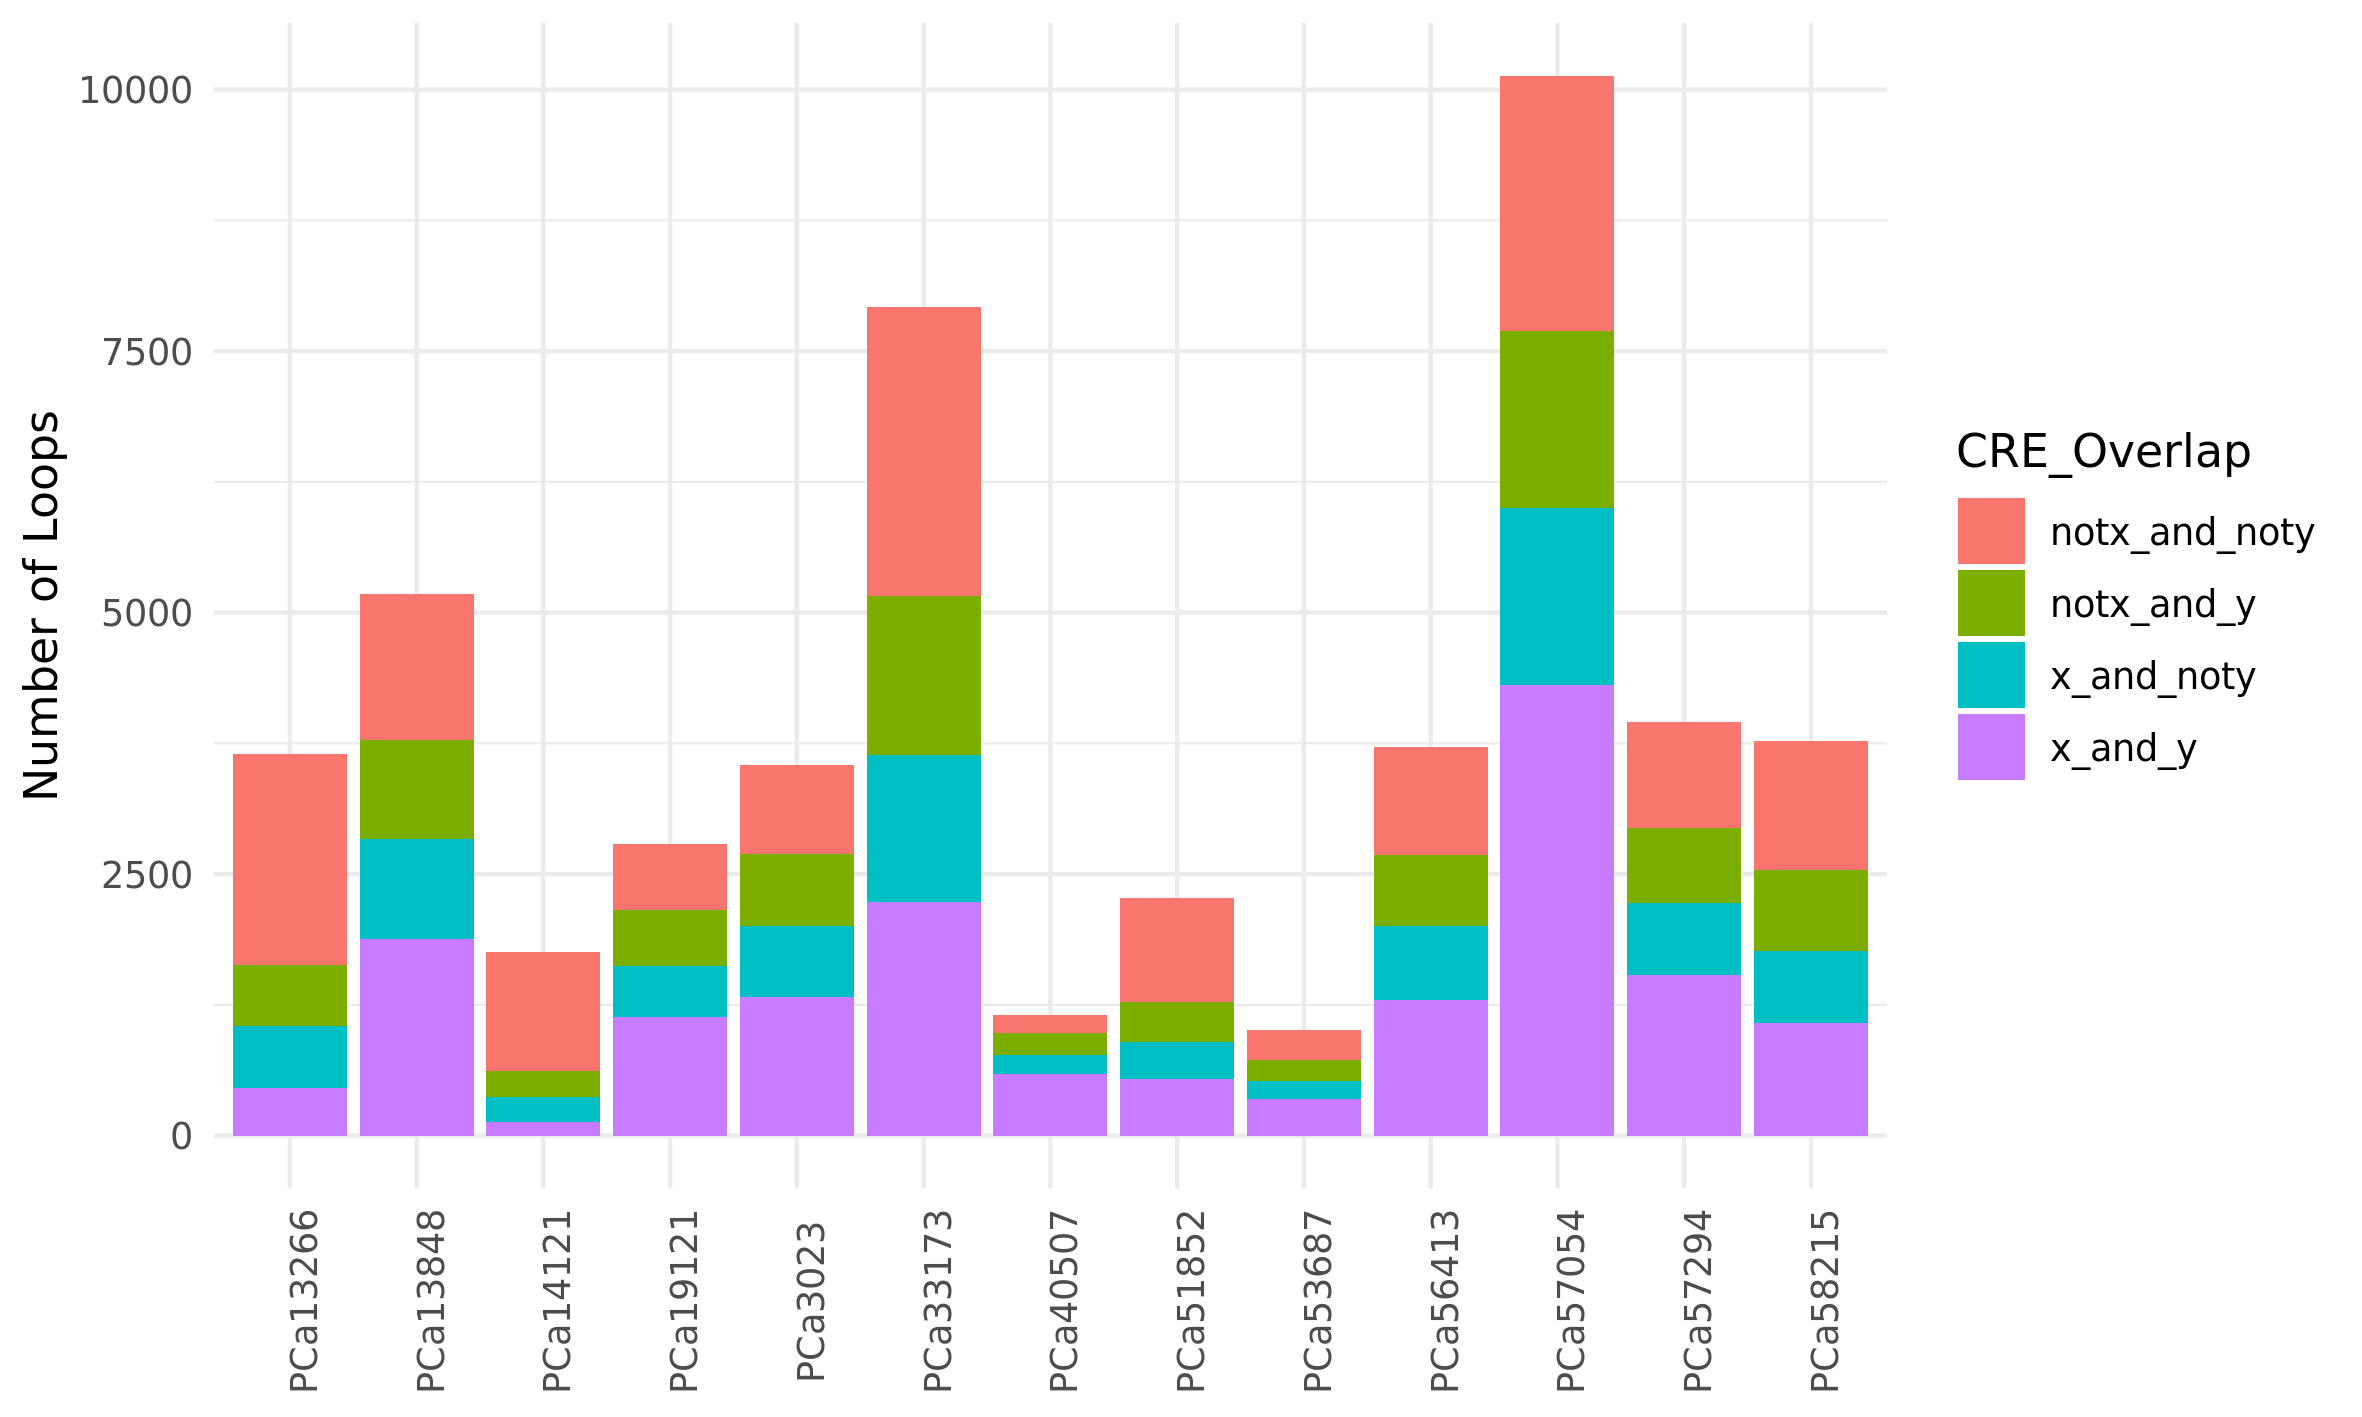 10000
7500
5000
2500
0
Number of Loops
PCa13266
PCa13848
PCa14121
PCa19121
PCa3023
PCa33173
PCa40507
PCa51852
PCa53687
PCa56413
PCa57054
PCa57294
PCa58215
CRE_Overlap
notx_and_noty
notx_and_y
x_and_noty
x_and_y